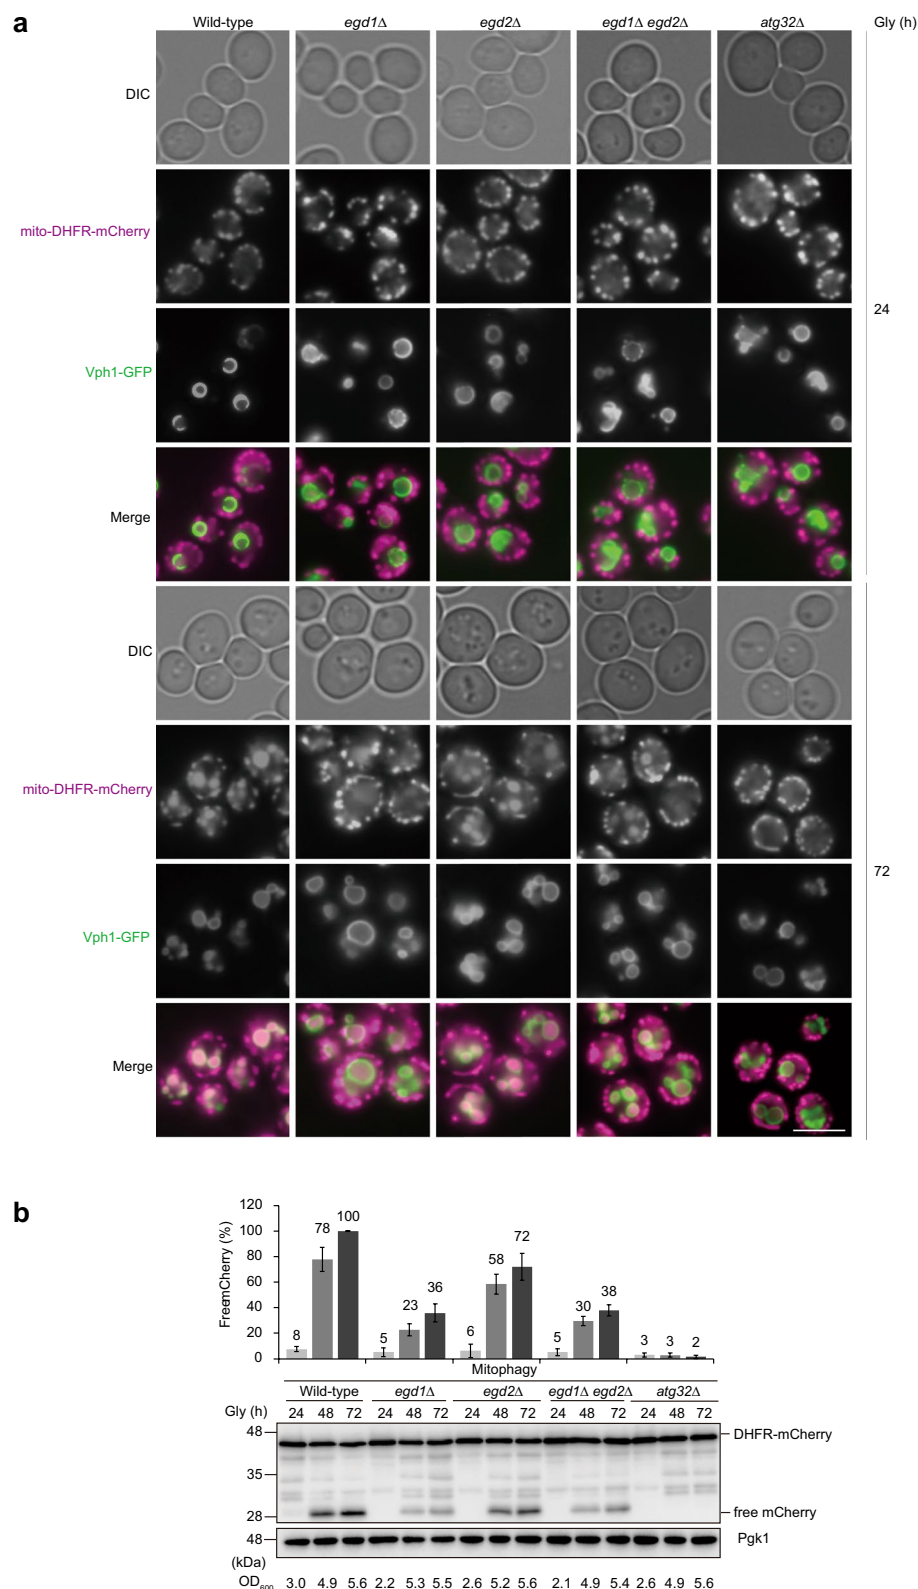 a
Wild-type egd1Δ egd2Δ egd1Δ egd2Δ atg32Δ Gly (h)
DIC
mito-DHFR-mCherry
24
Vph1-GFP
Merge
DIC
mito-DHFR-mCherry
72
Vph1-GFP
Merge
b
FreemCherry (%)
120
100
80
60
40
20
0
8 78 100 5 23 36 6 58 72 5 30 38 3 3 2
Mitophagy
Wild-type egd1Δ egd2Δ egd1Δ egd2Δ atg32Δ
Gly (h) 24 48 72 24 48 72 24 48 72 24 48 72 24 48 72
48 DHFR-mCherry
35
28 free mCherry
48 Pgk1
(kDa)
OD600 3.0 4.9 5.6 2.2 5.3 5.5 2.6 5.2 5.6 2.1 4.9 5.4 2.6 4.9 5.6